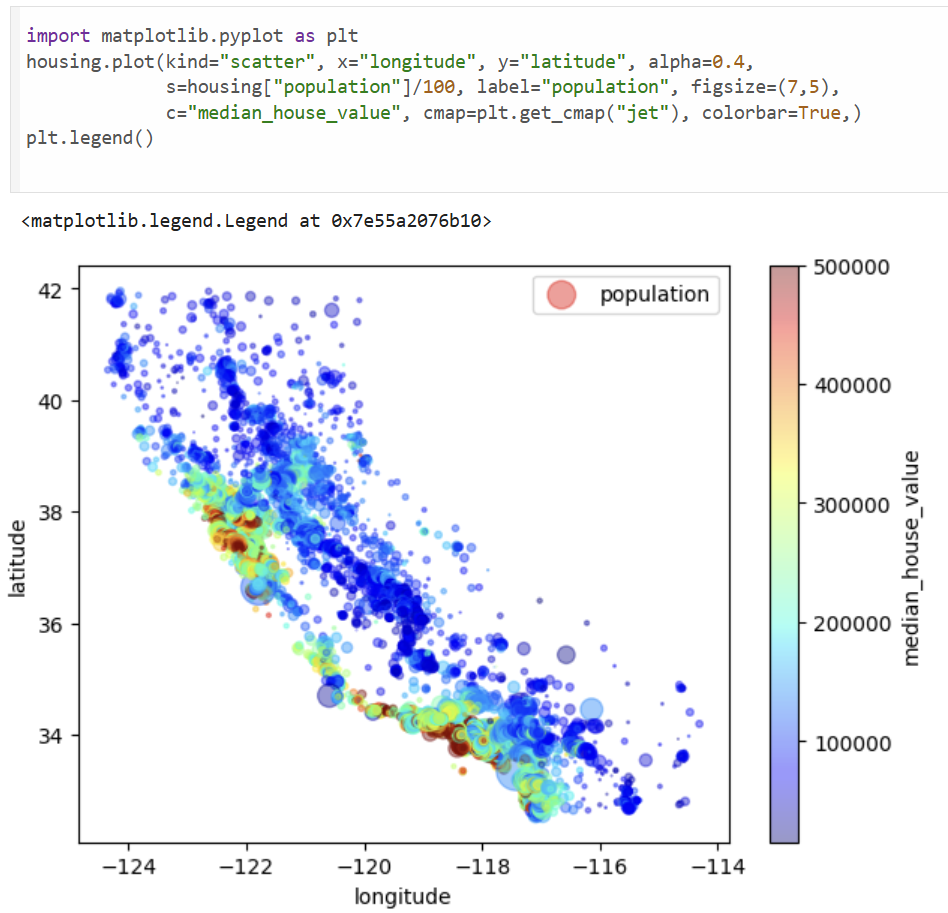 import matplotlib.pyplot as plt
housing.plot(kind="scatter", x="longitude", y="latitude", alpha=0.4,
             s=housing["population"]/100, label="population", figsize=(7,5),
             c="median_house_value", cmap=plt.get_cmap("jet"), colorbar=True,)
plt.legend()
<matplotlib.legend.Legend at 0x7e55a2076b10>
population
42
40
38
36
34
latitude
−124
−122
−120
−118
−116
−114
longitude
500000
400000
300000
200000
100000
median_house_value